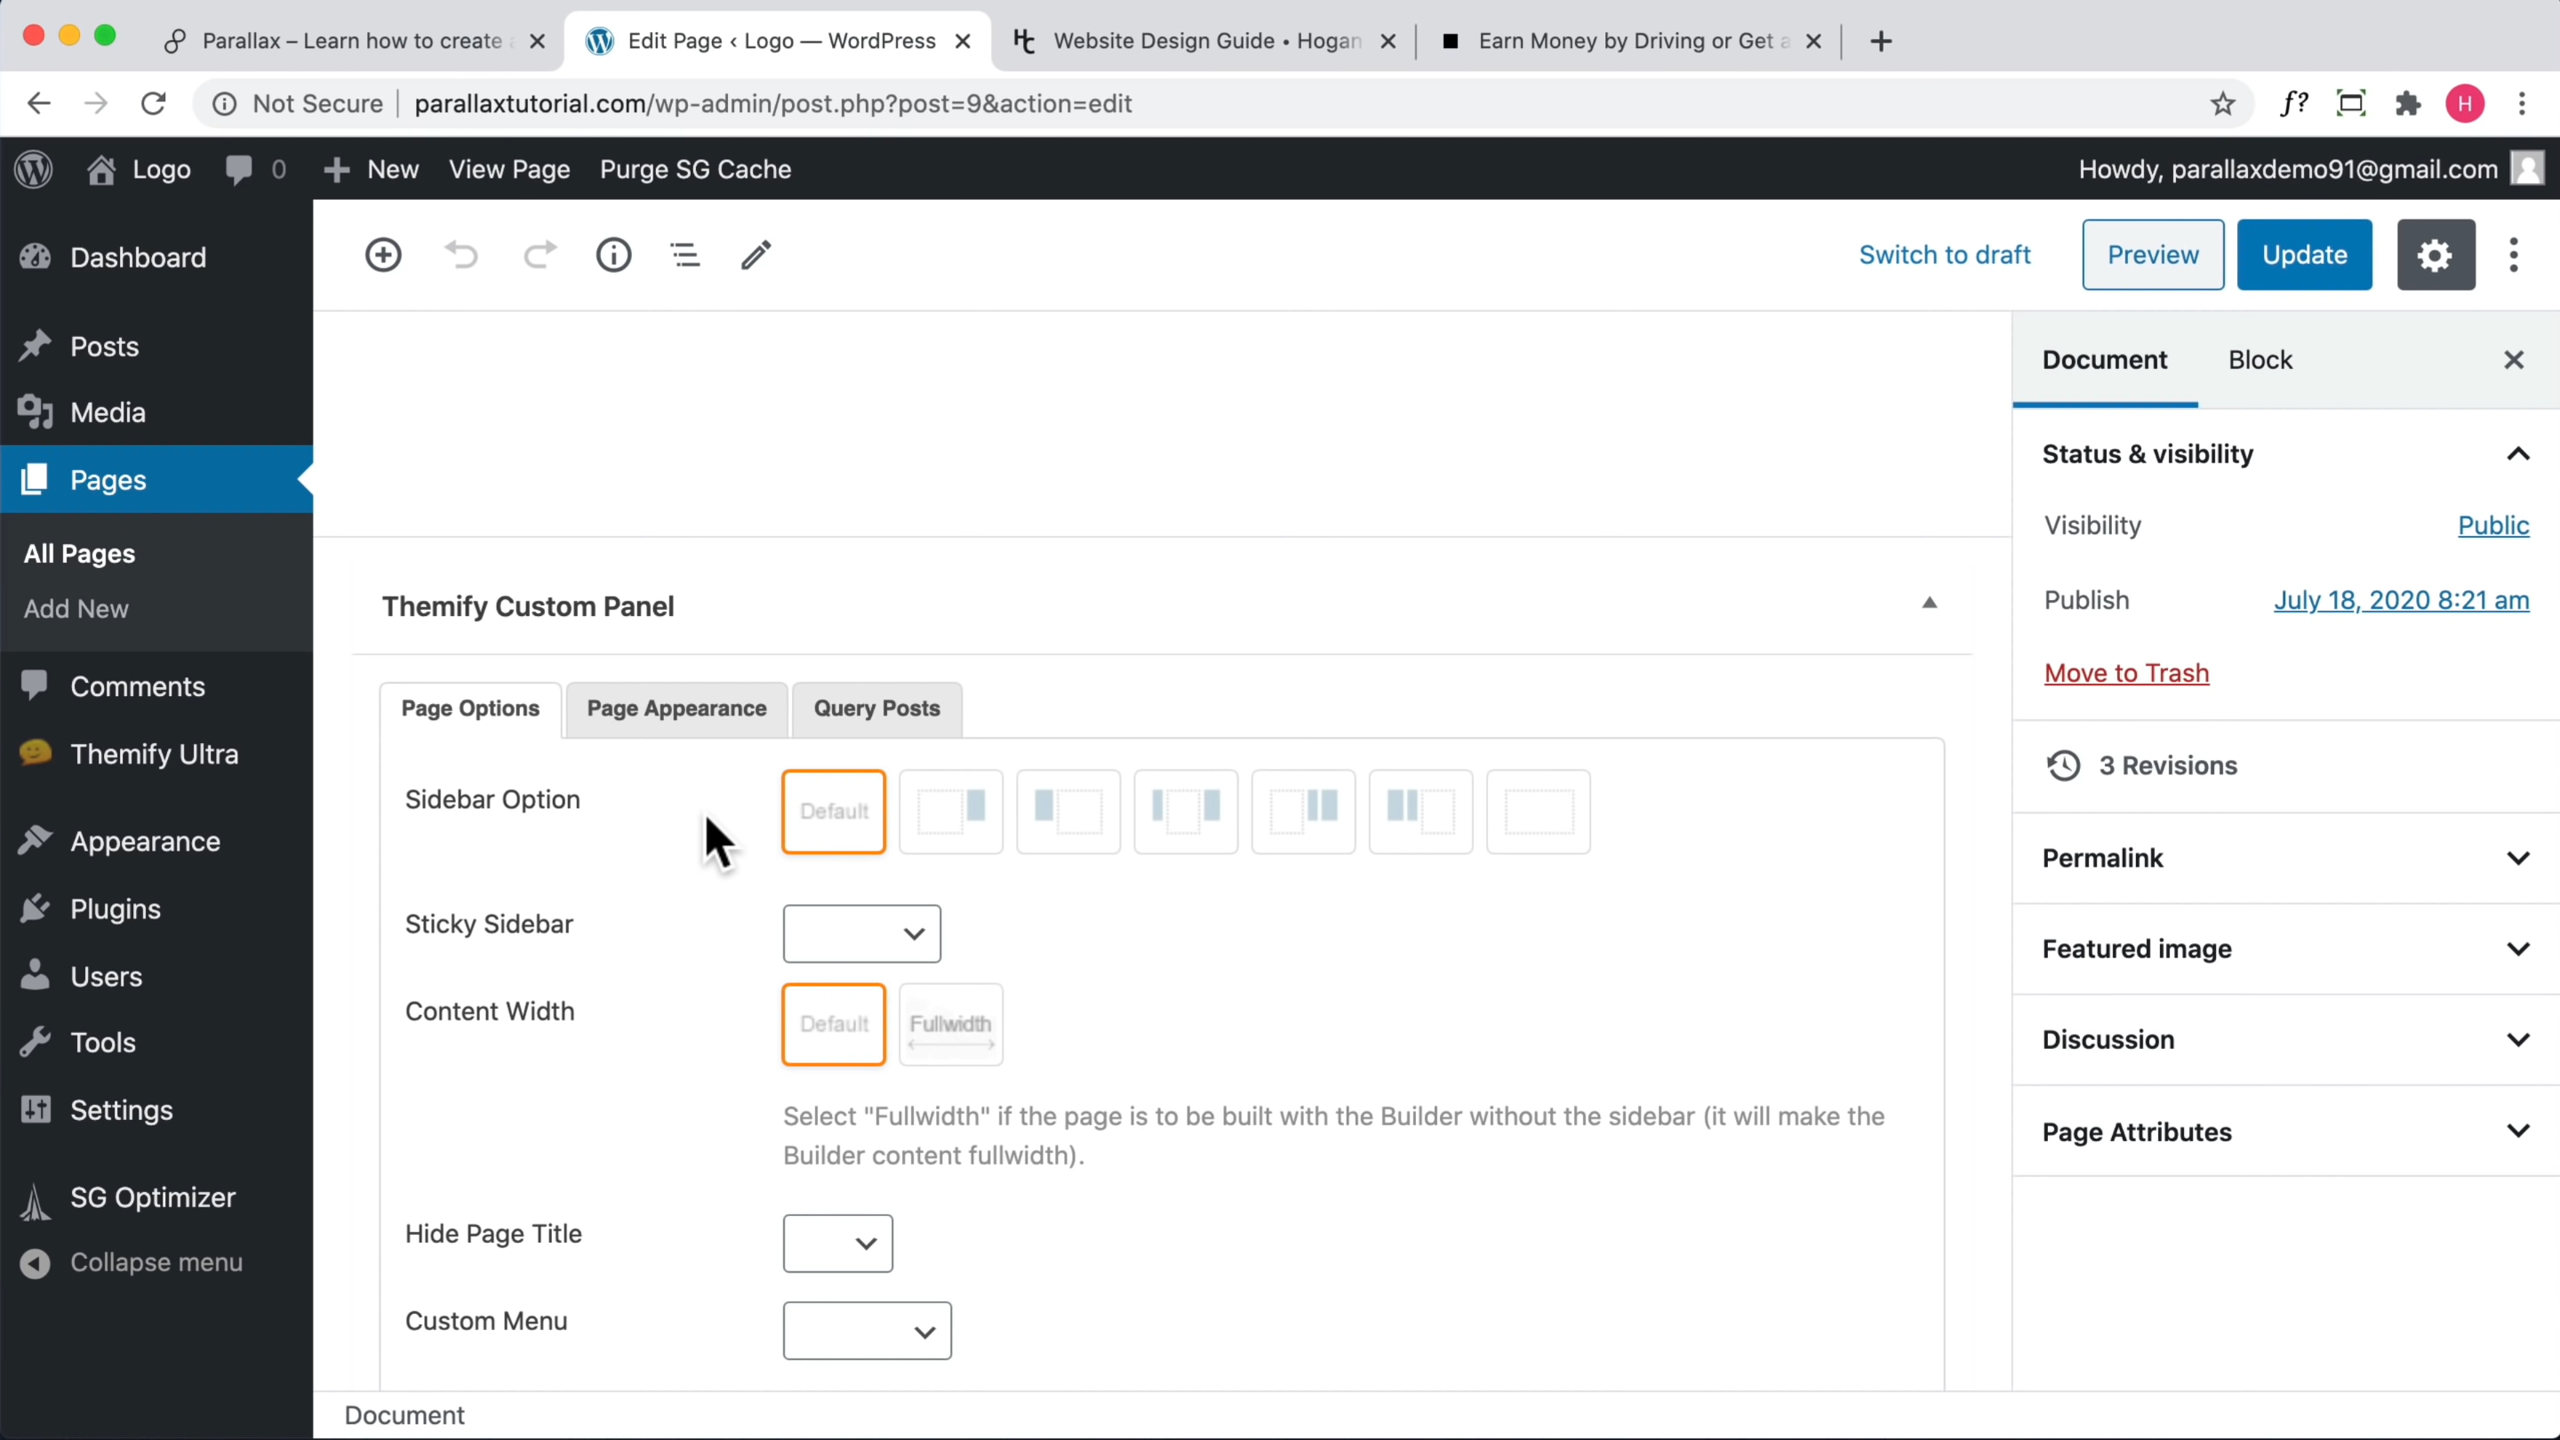 Parallax – Learn how to create
Edit Page ‹ Logo — WordPress
Website Design Guide • Hogan
Earn Money by Driving or Get a
Not Secure
parallaxtutorial.com/wp-admin/post.php?post=9&action=edit
f?
H
Logo
0
New
View Page
Purge SG Cache
Howdy, parallaxdemo91@gmail.com
Dashboard
Posts
Media
Pages
All Pages
Add New
Comments
Themify Ultra
Appearance
Plugins
Users
Tools
Settings
SG Optimizer
Collapse menu
Switch to draft
Preview
Update
Themify Custom Panel
Page Options
Page Appearance
Query Posts
Sidebar Option
Default
Sticky Sidebar
Content Width
Default
Fullwidth
Select "Fullwidth" if the page is to be built with the Builder without the sidebar (it will make the
Builder content fullwidth).
Hide Page Title
Custom Menu
Document
Document
Block
Status & visibility
Visibility
Public
Publish
July 18, 2020 8:21 am
Move to Trash
3 Revisions
Permalink
Featured image
Discussion
Page Attributes